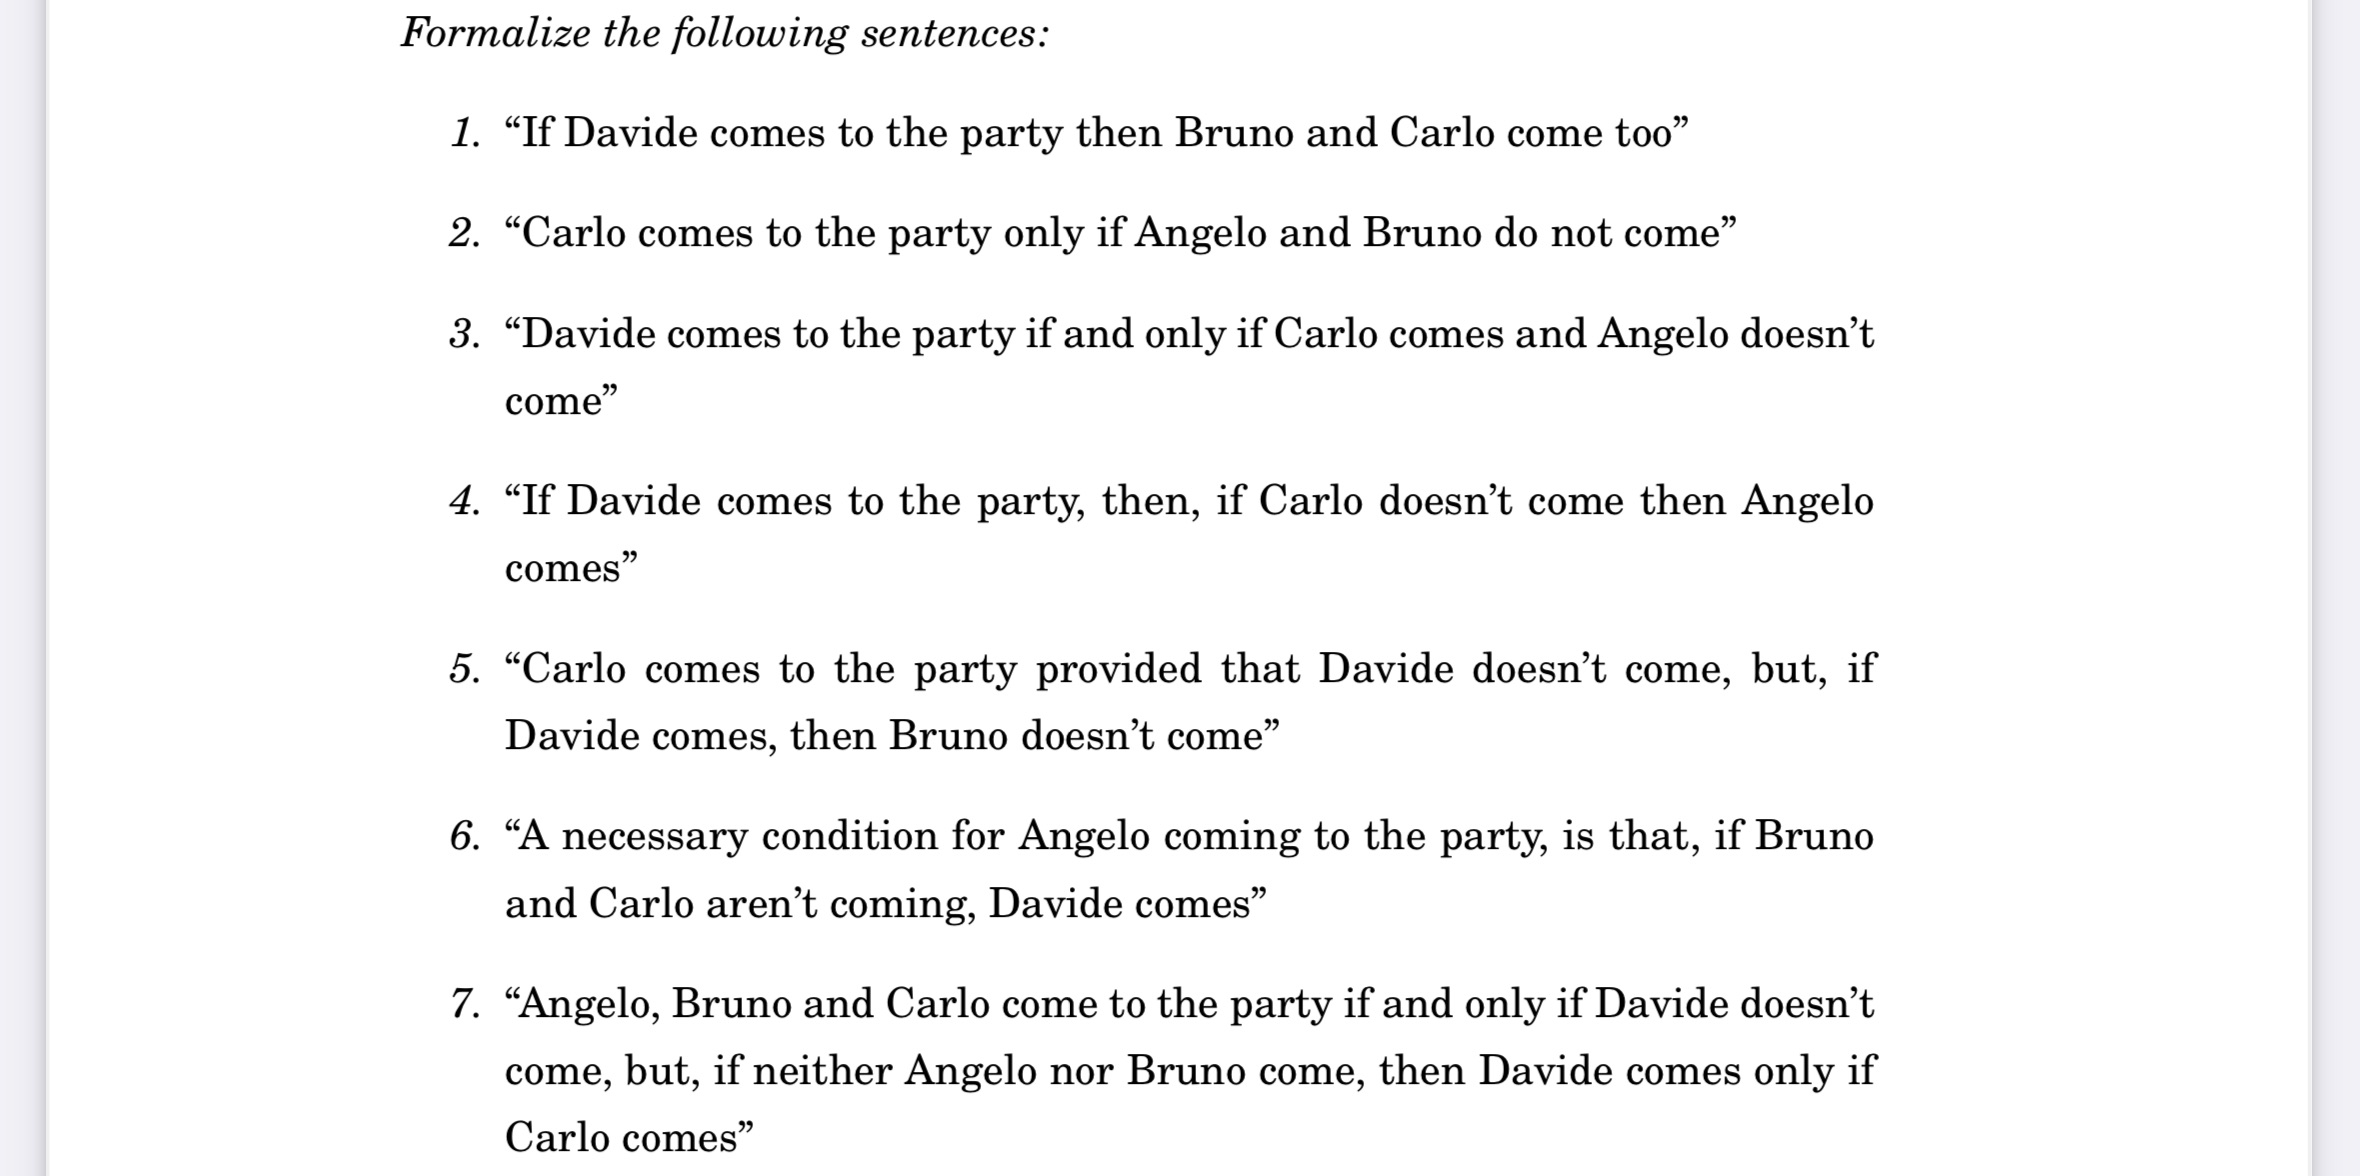 Formalize the following sentences:
1. “If Davide comes to the party then Bruno and Carlo come too”
2. “Carlo comes to the party only if Angelo and Bruno do not come”
3. “Davide comes to the party if and only if Carlo comes and Angelo doesn’t
come”
4. “If Davide comes to the party, then, if Carlo doesn’t come then Angelo
comes”
5. “Carlo comes to the party provided that Davide doesn’t come, but, if
Davide comes, then Bruno doesn’t come”
6. “A necessary condition for Angelo coming to the party, is that, if Bruno
and Carlo aren’t coming, Davide comes”
7. “Angelo, Bruno and Carlo come to the party if and only if Davide doesn’t
come, but, if neither Angelo nor Bruno come, then Davide comes only if
Carlo comes”